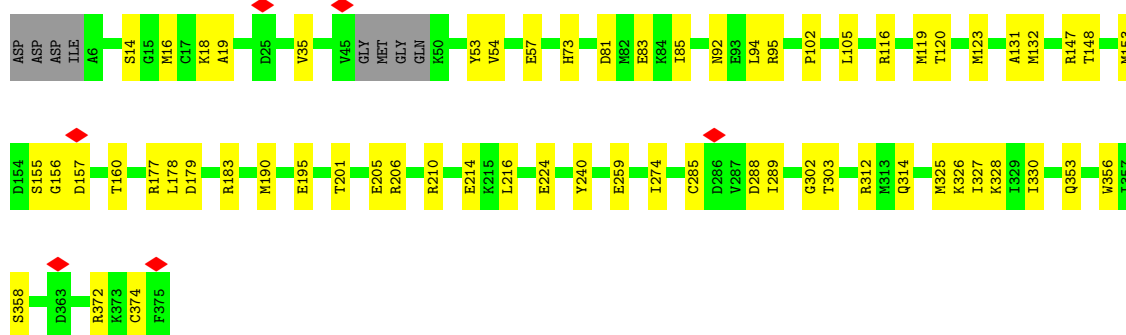 ASP ASP ASP ILE A6 S14 G15 M16 C17 K18 A19 D25 V35 V45 GLY MET GLY GLN K50 Y53 V54 E57 H73 D81 M82 E83 K84 I85 N92 E93 L94 R95 P102 L105 R116 M119 T120 M123 A131 M132 R147 T148 M153
D154 S155 G156 D157 T160 R177 L178 D179 R183 M190 E195 T201 E205 R206 R210 E214 K215 L216 E224 Y240 E259 I274 C285 D286 V287 D288 I289 G302 T303 R312 M313 Q314 M325 K326 I327 K328 I329 I330 Q353 W356
S358 D363 R372 K373 C374 F375